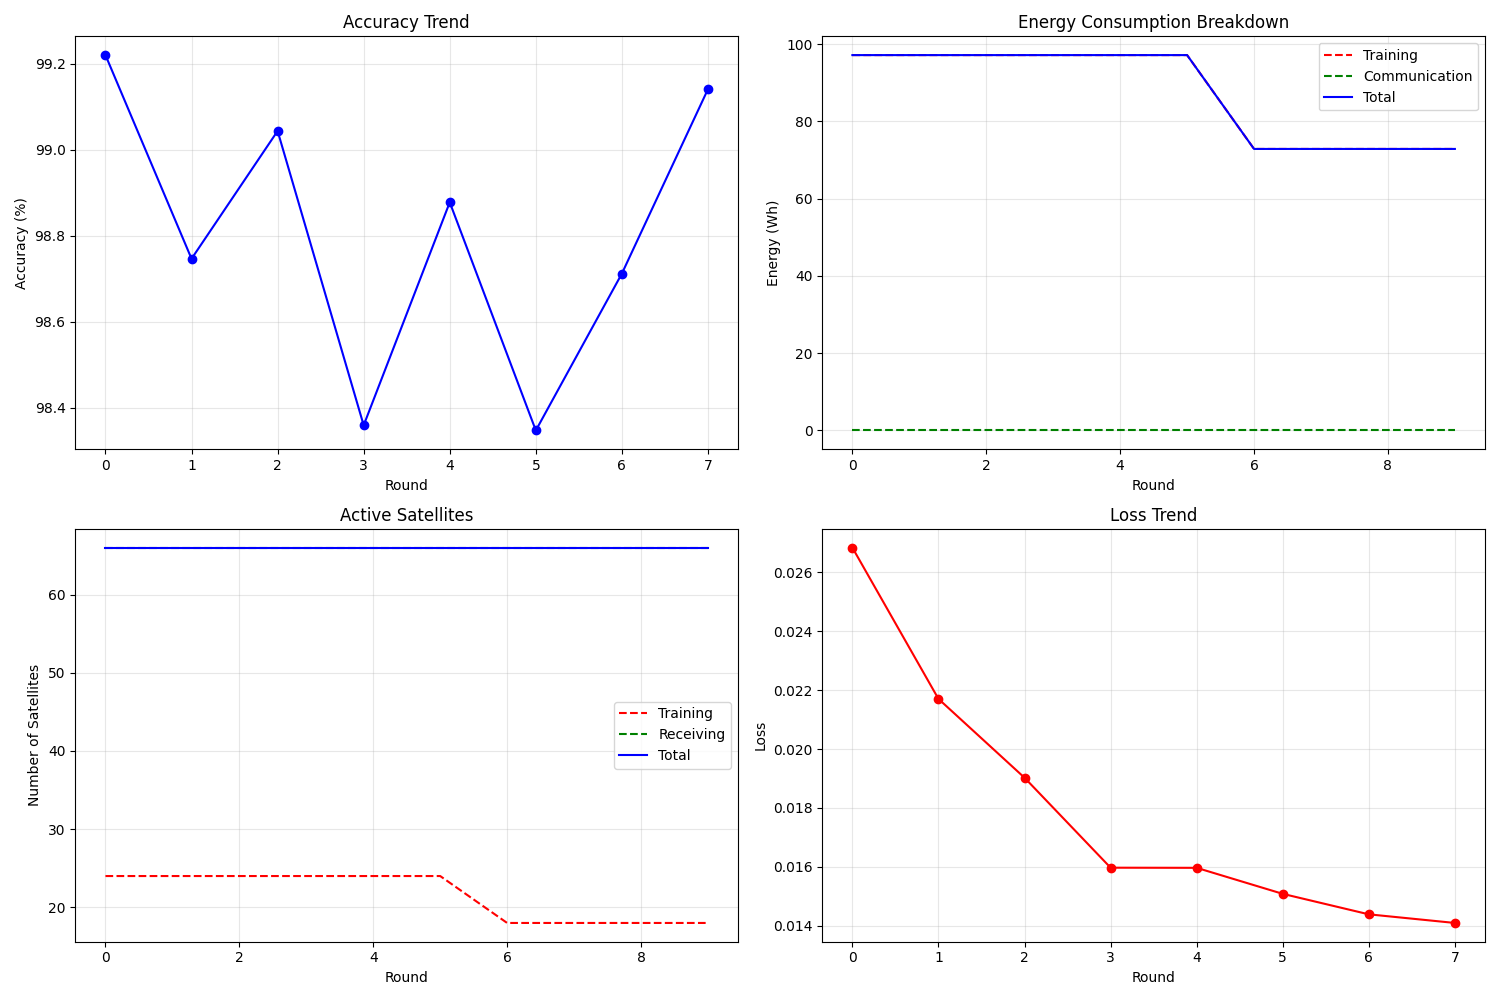 Accuracy Trend
Accuracy (%)
99.2
99.0
98.8
98.6
98.4
0 1 2 3 4 5 6 7
Round
Energy Consumption Breakdown
Energy (Wh)
100
80
60
40
20
0
Training
Communication
Total
0 2 4 6 8
Round
Active Satellites
Number of Satellites
60
50
40
30
20
Training
Receiving
Total
0 2 4 6 8
Round
Loss Trend
Loss
0.026
0.024
0.022
0.020
0.018
0.016
0.014
0 1 2 3 4 5 6 7
Round